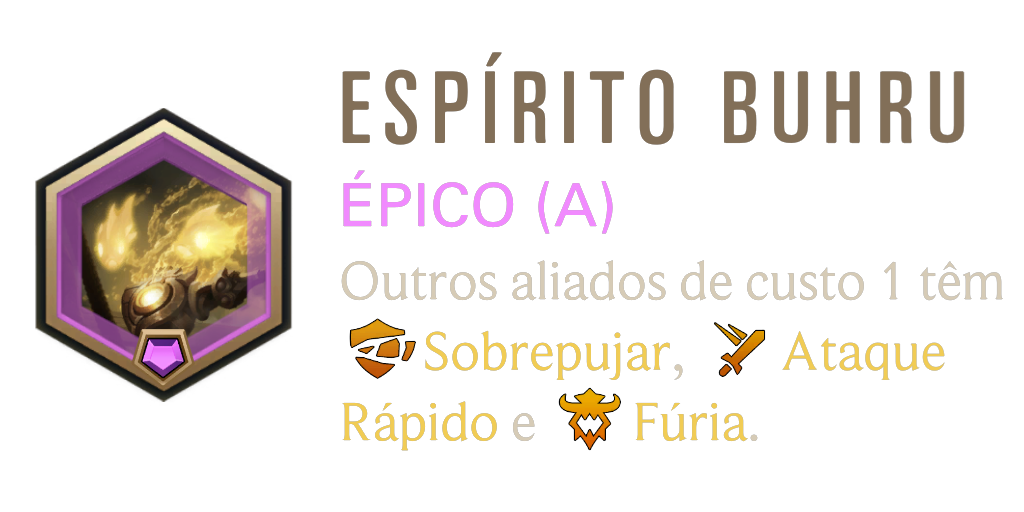 ESPÍRITO BUHRU
ÉPICO (A)
Outros aliados de custo 1 têm
Sobrepujar, Ataque
Rápido e Fúria.